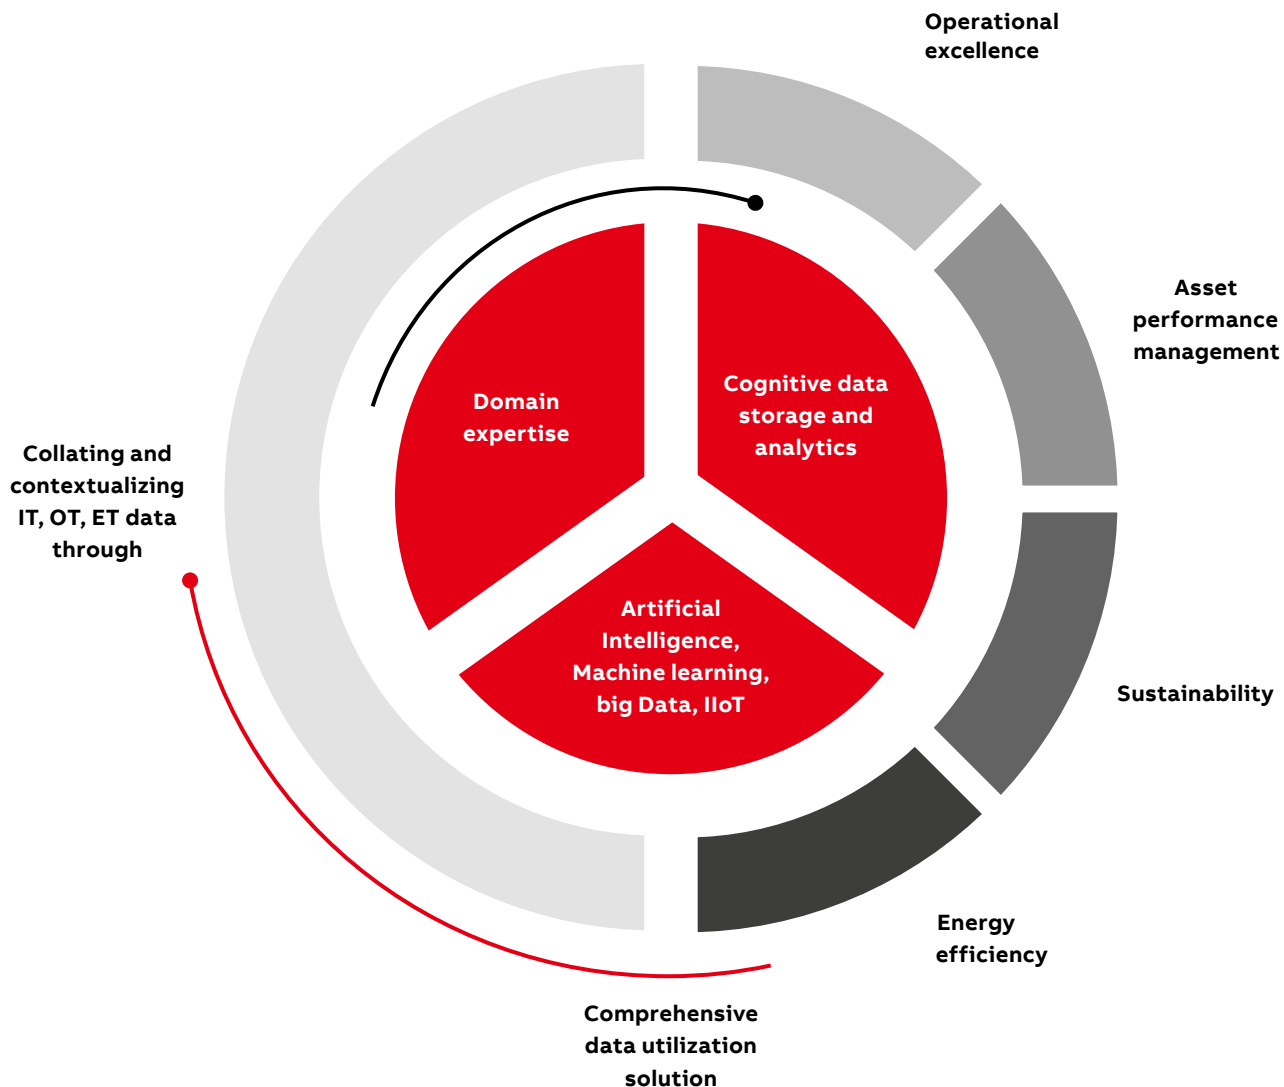 Operational
excellence
Asset
performance
management
Domain
expertise
Cognitive data
storage and
analytics
Collating and
contextualizing
IT, OT, ET data
through
Artificial
Intelligence,
Machine learning,
big Data, IIoT
Sustainability
Energy
efficiency
Comprehensive
data utilization
solution